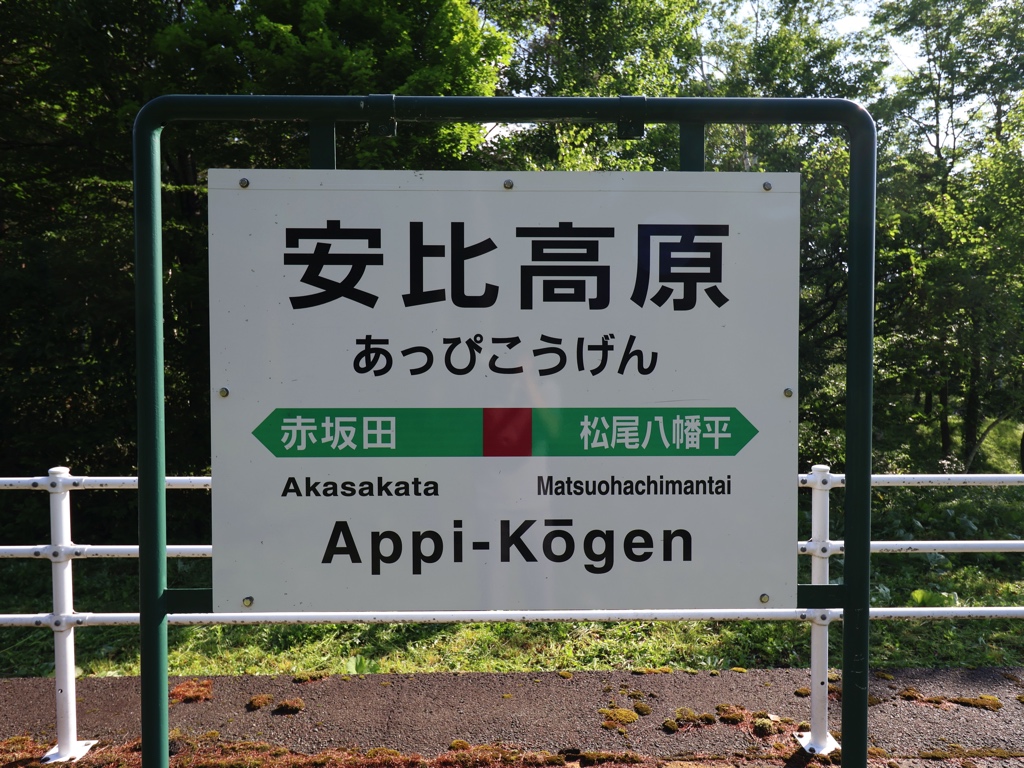 安比高原
あっぴこうげん
赤坂田 松尾八幡平
Akasakata Matsuohachimantai
Appi-Kōgen